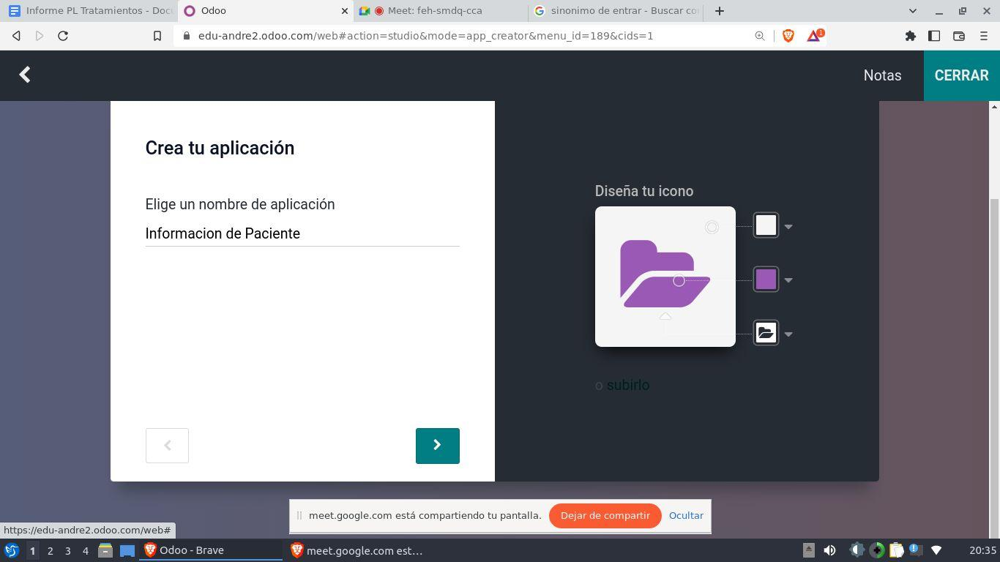 Informe PL Tratamientos - Docu
Odoo
Meet: feh-smdq-cca
sinonimo de entrar - Buscar co
edu-andre2.odoo.com/web#action=studio&mode=app_creator&menu_id=189&cids=1
1
Notas
CERRAR
Crea tu aplicación
Elige un nombre de aplicación
Informacion de Paciente
Diseña tu icono
o subirlo
meet.google.com está compartiendo tu pantalla.
Dejar de compartir
Ocultar
https://edu-andre2.odoo.com/web#
1
2
3
4
Odoo - Brave
meet.google.com est...
20:35